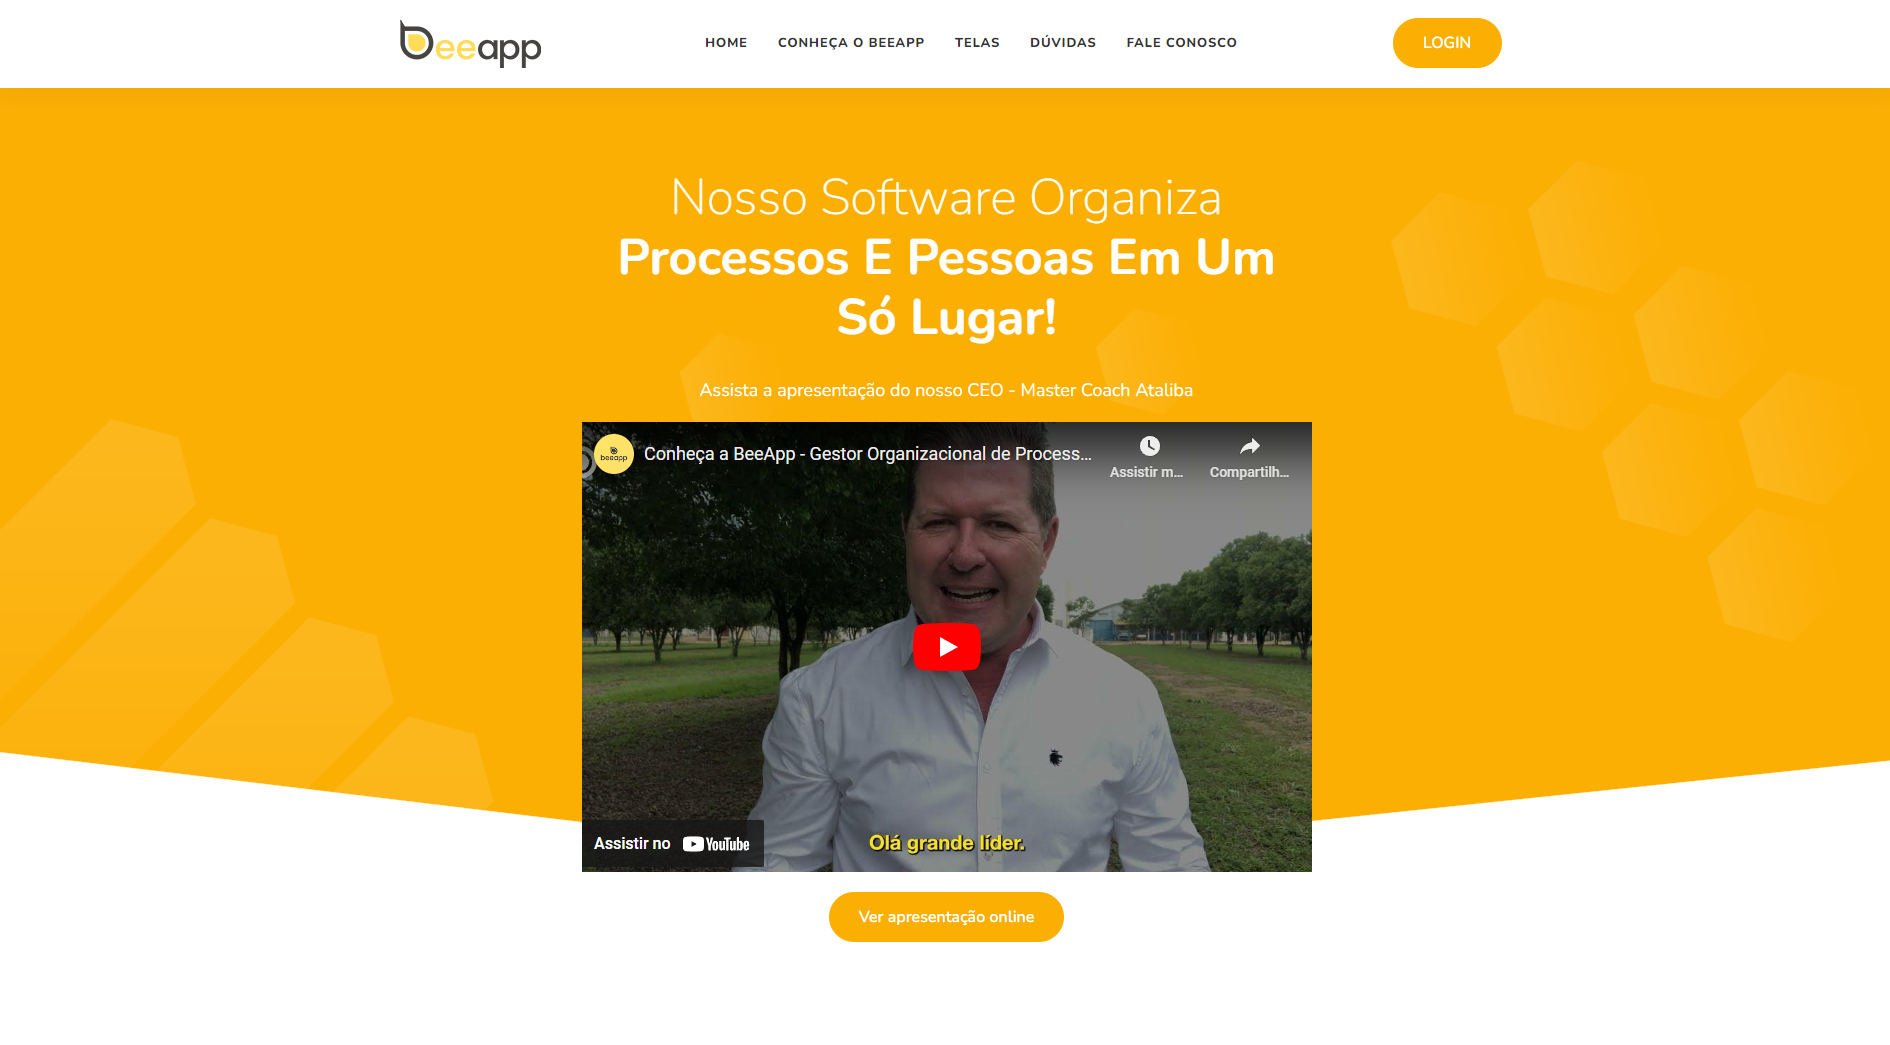 beeapp
HOME CONHEÇA O BEEAPP TELAS DÚVIDAS FALE CONOSCO
LOGIN
Nosso Software Organiza
Processos E Pessoas Em Um
Só Lugar!
Assista a apresentação do nosso CEO - Master Coach Ataliba
beeapp
Conheça a BeeApp - Gestor Organizacional de Process...
Assistir m...
Compartilh...
Assistir no YouTube
Olá grande líder.
Ver apresentação online